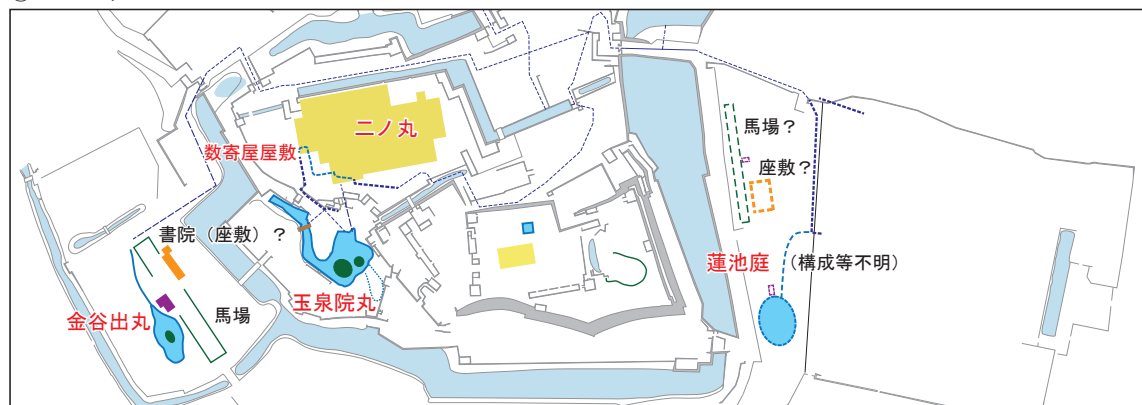 二ノ丸
数寄屋屋敷
馬場？
座敷？
書院（座敷）？
蓮池庭
（構成等不明）
玉泉院丸
金谷出丸
馬場